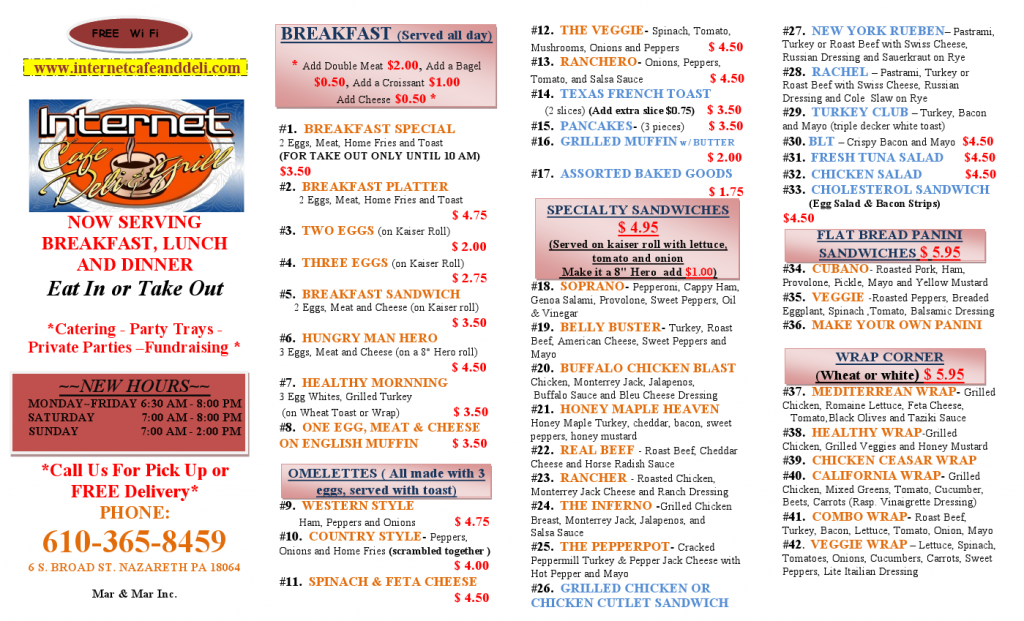 FREE Wi Fi
www.internetcafeanddeli.com
Internet
Cafe
Deli & Grill
NOW SERVING
BREAKFAST, LUNCH
AND DINNER
Eat In or Take Out
*Catering - Party Trays -
Private Parties –Fundraising *
~~NEW HOURS~~
MONDAY~FRIDAY 6:30 AM - 8:00 PM
SATURDAY 7:00 AM - 8:00 PM
SUNDAY 7:00 AM - 2:00 PM
*Call Us For Pick Up or
FREE Delivery*
PHONE:
610-365-8459
6 S. BROAD ST. NAZARETH PA 18064
Mar & Mar Inc.
BREAKFAST (Served all day)
* Add Double Meat $2.00, Add a Bagel
$0.50, Add a Croissant $1.00
Add Cheese $0.50 *
#1. BREAKFAST SPECIAL
2 Eggs, Meat, Home Fries and Toast
(FOR TAKE OUT ONLY UNTIL 10 AM)
$3.50
#2. BREAKFAST PLATTER
2 Eggs, Meat, Home Fries and Toast
$ 4.75
#3. TWO EGGS (on Kaiser Roll)
$ 2.00
#4. THREE EGGS (on Kaiser Roll)
$ 2.75
#5. BREAKFAST SANDWICH
2 Eggs, Meat and Cheese (on Kaiser roll)
$ 3.50
#6. HUNGRY MAN HERO
3 Eggs, Meat and Cheese (on a 8" Hero roll)
$ 4.50
#7. HEALTHY MORNNING
3 Egg Whites, Grilled Turkey
(on Wheat Toast or Wrap) $ 3.50
#8. ONE EGG, MEAT & CHEESE
ON ENGLISH MUFFIN $ 3.50
OMELETTES ( All made with 3
eggs, served with toast)
#9. WESTERN STYLE
Ham, Peppers and Onions $ 4.75
#10. COUNTRY STYLE- Peppers,
Onions and Home Fries (scrambled together )
$ 4.00
#11. SPINACH & FETA CHEESE
$ 4.50
#12. THE VEGGIE- Spinach, Tomato,
Mushrooms, Onions and Peppers $ 4.50
#13. RANCHERO- Onions, Peppers,
Tomato, and Salsa Sauce $ 4.50
#14. TEXAS FRENCH TOAST
(2 slices) (Add extra slice $0.75) $ 3.50
#15. PANCAKES- (3 pieces) $ 3.50
#16. GRILLED MUFFIN w / BUTTER
$ 2.00
#17. ASSORTED BAKED GOODS
$ 1.75
SPECIALTY SANDWICHES
$ 4.95
(Served on kaiser roll with lettuce,
tomato and onion
Make it a 8" Hero add $1.00)
#18. SOPRANO- Pepperoni, Cappy Ham,
Genoa Salami, Provolone, Sweet Peppers, Oil
& Vinegar
#19. BELLY BUSTER- Turkey, Roast
Beef, American Cheese, Sweet Peppers and
Mayo
#20. BUFFALO CHICKEN BLAST
Chicken, Monterrey Jack, Jalapenos,
Buffalo Sauce and Bleu Cheese Dressing
#21. HONEY MAPLE HEAVEN
Honey Maple Turkey, cheddar, bacon, sweet
peppers, honey mustard
#22. REAL BEEF - Roast Beef, Cheddar
Cheese and Horse Radish Sauce
#23. RANCHER - Roasted Chicken,
Monterrey Jack Cheese and Ranch Dressing
#24. THE INFERNO -Grilled Chicken
Breast, Monterrey Jack, Jalapenos, and
Salsa Sauce
#25. THE PEPPERPOT- Cracked
Peppermill Turkey & Pepper Jack Cheese with
Hot Pepper and Mayo
#26. GRILLED CHICKEN OR
CHICKEN CUTLET SANDWICH
#27. NEW YORK RUEBEN– Pastrami,
Turkey or Roast Beef with Swiss Cheese,
Russian Dressing and Sauerkraut on Rye
#28. RACHEL – Pastrami, Turkey or
Roast Beef with Swiss Cheese, Russian
Dressing and Cole Slaw on Rye
#29. TURKEY CLUB – Turkey, Bacon
and Mayo (triple decker white toast)
#30. BLT – Crispy Bacon and Mayo $4.50
#31. FRESH TUNA SALAD $4.50
#32. CHICKEN SALAD $4.50
#33. CHOLESTEROL SANDWICH
(Egg Salad & Bacon Strips)
$4.50
FLAT BREAD PANINI
SANDWICHES $ 5.95
#34. CUBANO- Roasted Pork, Ham,
Provolone, Pickle, Mayo and Yellow Mustard
#35. VEGGIE -Roasted Peppers, Breaded
Eggplant, Spinach ,Tomato, Balsamic Dressing
#36. MAKE YOUR OWN PANINI
WRAP CORNER
(Wheat or white) $ 5.95
#37. MEDITERREAN WRAP- Grilled
Chicken, Romaine Lettuce, Feta Cheese,
Tomato,Black Olives and Taziki Sauce
#38. HEALTHY WRAP-Grilled
Chicken, Grilled Veggies and Honey Mustard
#39. CHICKEN CEASAR WRAP
#40. CALIFORNIA WRAP- Grilled
Chicken, Mixed Greens, Tomato, Cucumber,
Beets, Carrots (Rasp. Vinaigrette Dressing)
#41. COMBO WRAP- Roast Beef,
Turkey, Bacon, Lettuce, Tomato, Onion, Mayo
#42. VEGGIE WRAP – Lettuce, Spinach,
Tomatoes, Onions, Cucumbers, Carrots, Sweet
Peppers, Lite Italian Dressing